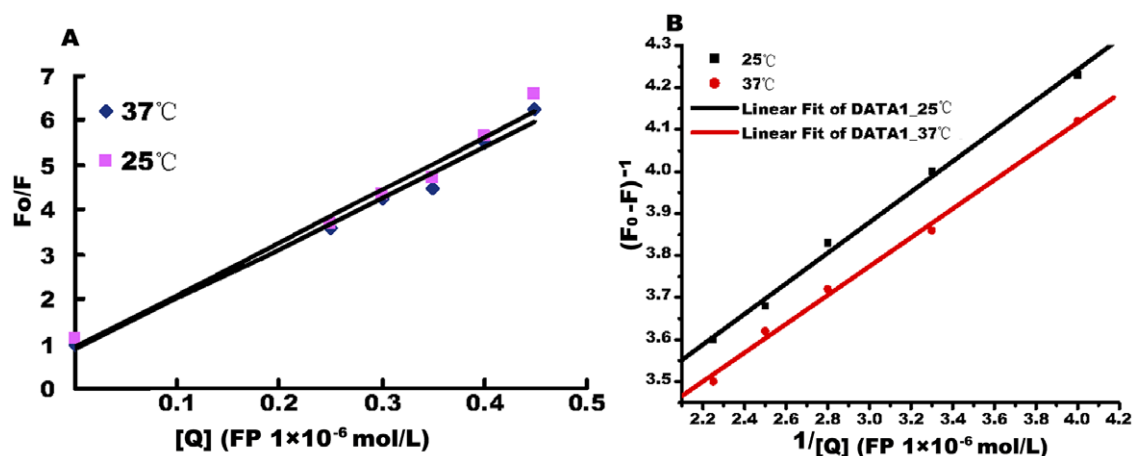 A
7
6
5
4
3
2
1
0
Fo/F
37℃
25℃
0.1
0.2
0.3
0.4
0.5
[Q] (FP 1×10⁻⁶ mol/L)
B
4.3
4.2
4.1
4.0
3.9
3.8
3.7
3.6
3.5
(F₀-F)⁻¹
25℃
37℃
Linear Fit of DATA1_25℃
Linear Fit of DATA1_37℃
2.2 2.4 2.6 2.8 3.0 3.2 3.4 3.6 3.8 4.0 4.2
1/[Q] (FP 1×10⁻⁶ mol/L)